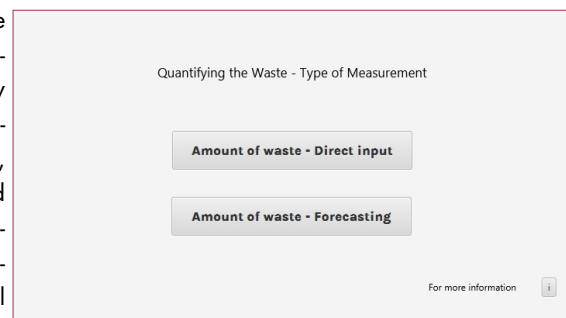 Quantifying the Waste - Type of Measurement
Amount of waste - Direct input
Amount of waste - Forecasting
For more information i